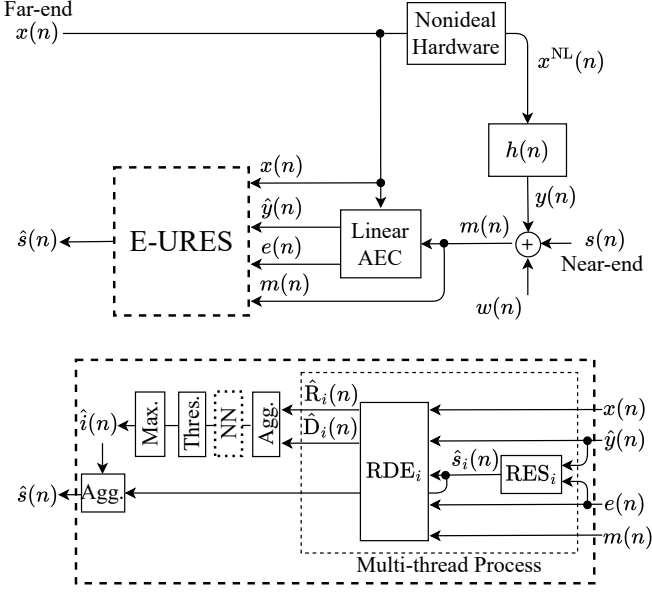 Far-end
x(n)
Nonideal
Hardware
x^NL(n)
h(n)
x(n)
y(n)
ŷ(n)
ŝ(n)
E-URES
Linear
AEC
m(n)
+
s(n)
e(n)
Near-end
m(n)
w(n)
R̂_i(n)
x(n)
î(n)
Max.
Thres.
NN
Agg.
D̂_i(n)
ŷ(n)
RDE_i
ŝ_i(n)
RES_i
ŝ(n)
Agg.
e(n)
m(n)
Multi-thread Process